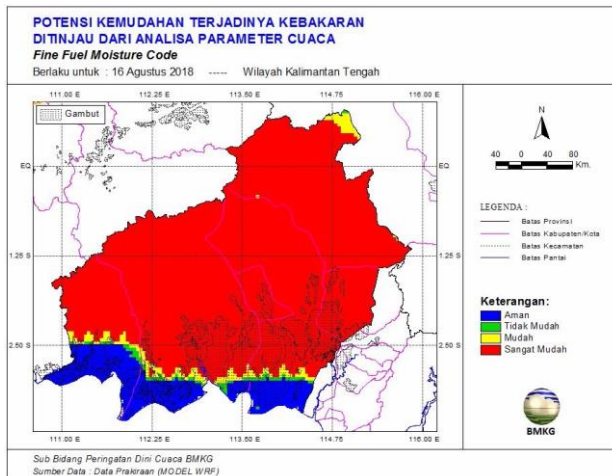 POTENSI KEMUDAHAN TERJADINYA KEBAKARAN
DITINJAU DARI ANALISA PARAMETER CUACA
Fine Fuel Moisture Code
Berlaku untuk : 16 Agustus 2018 ----- Wilayah Kalimantan Tengah
111.00 E 112.25 E 113.50 E 114.75 E 116.00 E
Gambut
EQ EQ
1.25 S 1.25 S
2.50 S 2.50 S
111.00 E 112.25 E 113.50 E 114.75 E 116.00 E
N
40 0 40 80
Km.
LEGENDA :
Batas Provinsi
Batas Kabupaten/Kota
Batas Kecamatan
Batas Pantai
Keterangan:
Aman
Tidak Mudah
Mudah
Sangat Mudah
BMKG
Sub Bidang Peringatan Dini Cuaca BMKG
Sumber Data : Data Prakiraan (MODEL WRF)